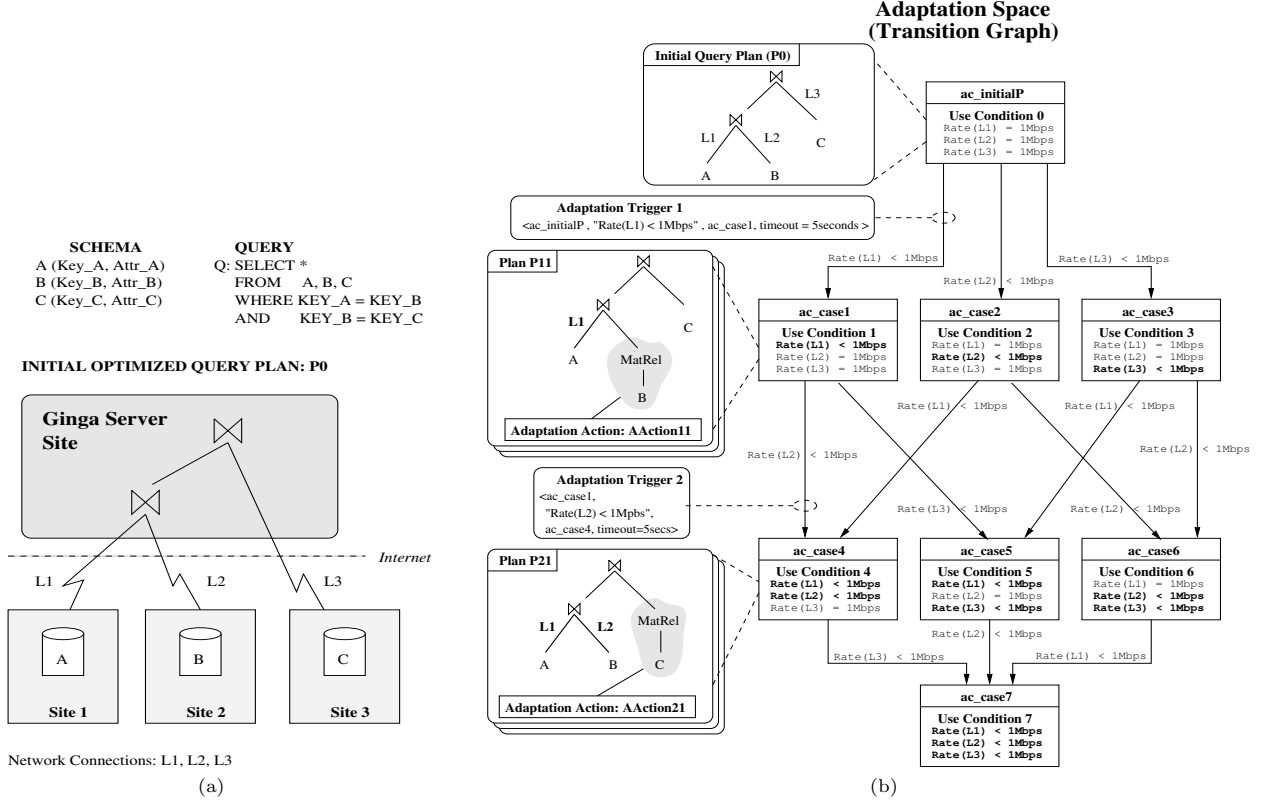 SCHEMA
A (Key_A, Attr_A)
B (Key_B, Attr_B)
C (Key_C, Attr_C)
QUERY
Q: SELECT *
FROM A, B, C
WHERE KEY_A = KEY_B
AND KEY_B = KEY_C
INITIAL OPTIMIZED QUERY PLAN: P0
Ginga Server
Site
Internet
L1
L2
L3
A
B
C
Site 1
Site 2
Site 3
Network Connections: L1, L2, L3
(a)
Adaptation Space
(Transition Graph)
Initial Query Plan (P0)
L3
L1
L2
C
A
B
ac_initialP
Use Condition 0
Rate(L1) = 1Mbps
Rate(L2) = 1Mbps
Rate(L3) = 1Mbps
Adaptation Trigger 1
<ac_initialP , "Rate(L1) < 1Mbps" , ac_case1, timeout = 5seconds >
Rate(L1) < 1Mbps
Rate(L2) < 1Mbps
Rate(L3) < 1Mbps
Plan P11
L1
C
A
MatRel
B
Adaptation Action: AAction11
ac_case1
Use Condition 1
Rate(L1) < 1Mbps
Rate(L2) = 1Mbps
Rate(L3) = 1Mbps
ac_case2
Use Condition 2
Rate(L1) = 1Mbps
Rate(L2) < 1Mbps
Rate(L3) = 1Mbps
ac_case3
Use Condition 3
Rate(L1) = 1Mbps
Rate(L2) = 1Mbps
Rate(L3) < 1Mbps
Rate(L1) < 1Mbps
Rate(L1) < 1Mbps
Rate(L2) < 1Mbps
Rate(L2) < 1Mbps
Adaptation Trigger 2
<ac_case1,
"Rate(L2) < 1Mpbs",
ac_case4, timeout=5secs>
Rate(L3) < 1Mbps
Rate(L2) < 1Mbps
Plan P21
L1
L2
MatRel
A
B
C
Adaptation Action: AAction21
ac_case4
Use Condition 4
Rate(L1) < 1Mbps
Rate(L2) < 1Mbps
Rate(L3) = 1Mbps
ac_case5
Use Condition 5
Rate(L1) < 1Mbps
Rate(L2) = 1Mbps
Rate(L3) < 1Mbps
ac_case6
Use Condition 6
Rate(L1) = 1Mbps
Rate(L2) < 1Mbps
Rate(L3) < 1Mbps
Rate(L2) < 1Mbps
Rate(L3) < 1Mbps
Rate(L1) < 1Mbps
ac_case7
Use Condition 7
Rate(L1) < 1Mbps
Rate(L2) < 1Mbps
Rate(L3) < 1Mbps
(b)